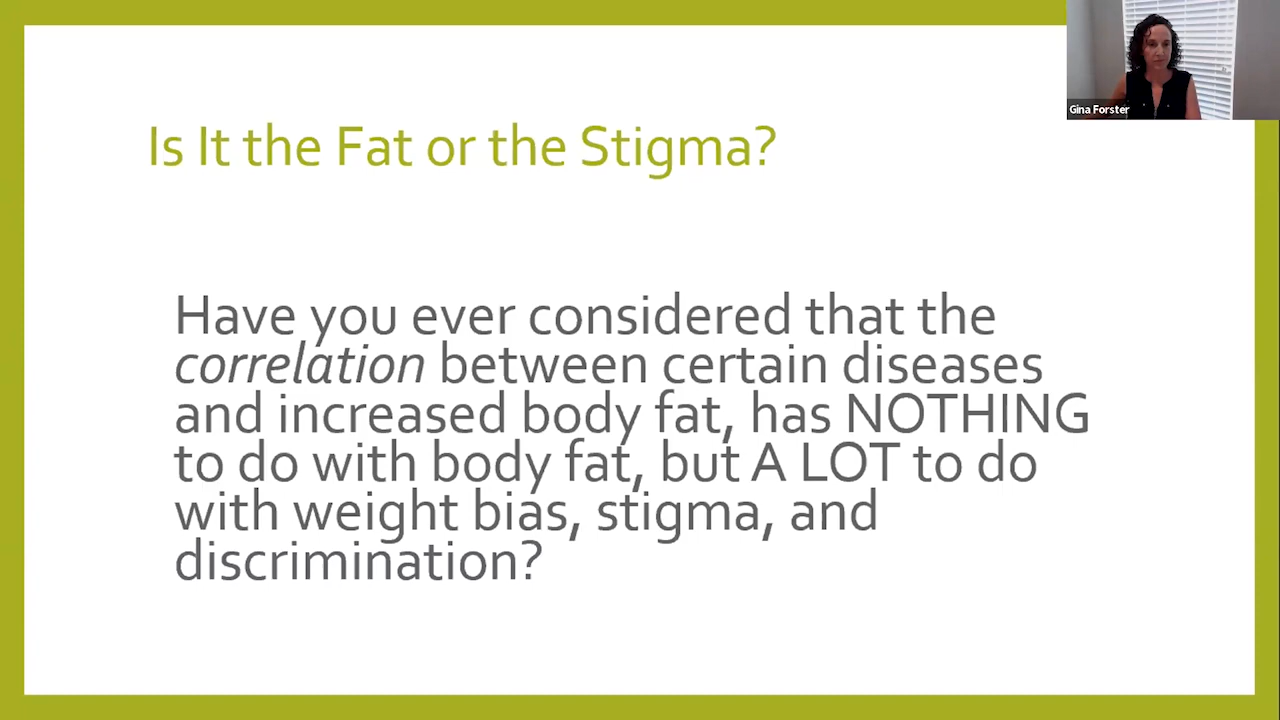 Gina Forster
Is It the Fat or the Stigma?
Have you ever considered that the
correlation between certain diseases
and increased body fat, has NOTHING
to do with body fat, but A LOT to do
with weight bias, stigma, and
discrimination?